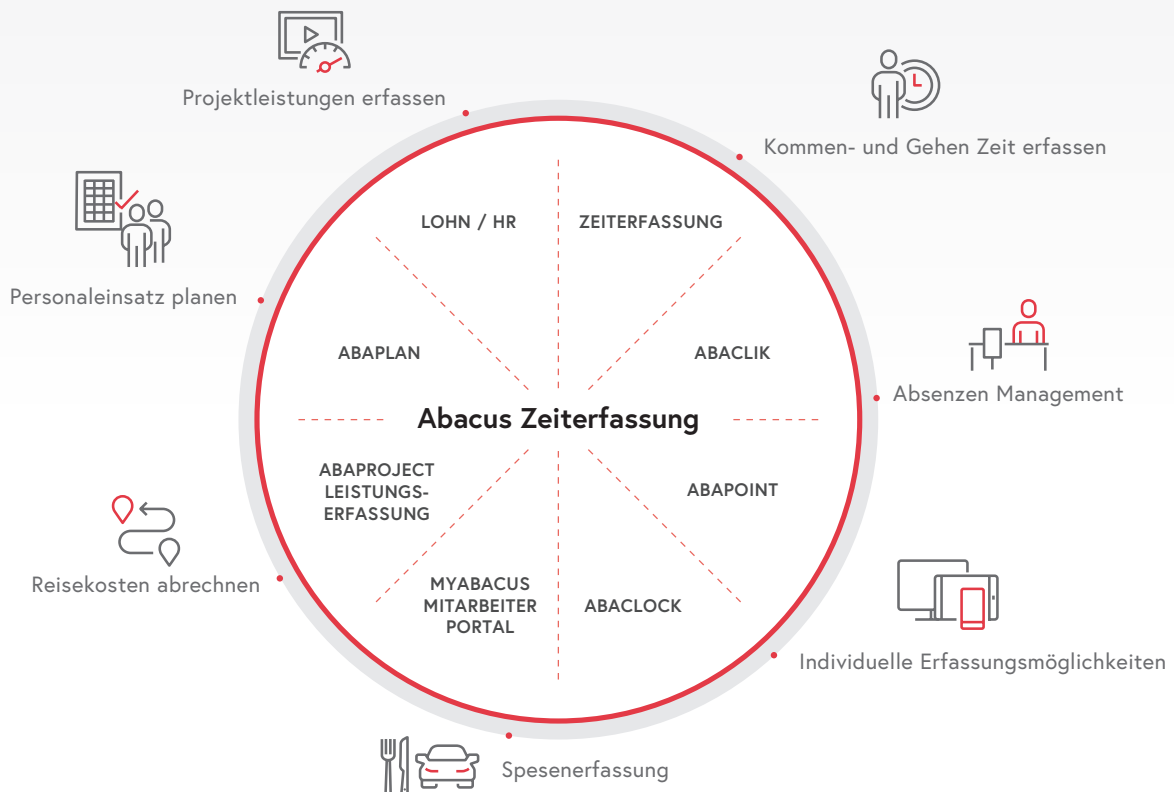 Projektleistungen erfassen
Kommen- und Gehen Zeit erfassen
LOHN / HR
ZEITERFASSUNG
Personaleinsatz planen
ABAPLAN
ABACLIK
Absenzen Management
Abacus Zeiterfassung
ABAPROJECT
LEISTUNGS-
ERFASSUNG
ABAPOINT
Reisekosten abrechnen
MYABACUS
MITARBEITER
PORTAL
ABACLOCK
Individuelle Erfassungsmöglichkeiten
Spesenerfassung